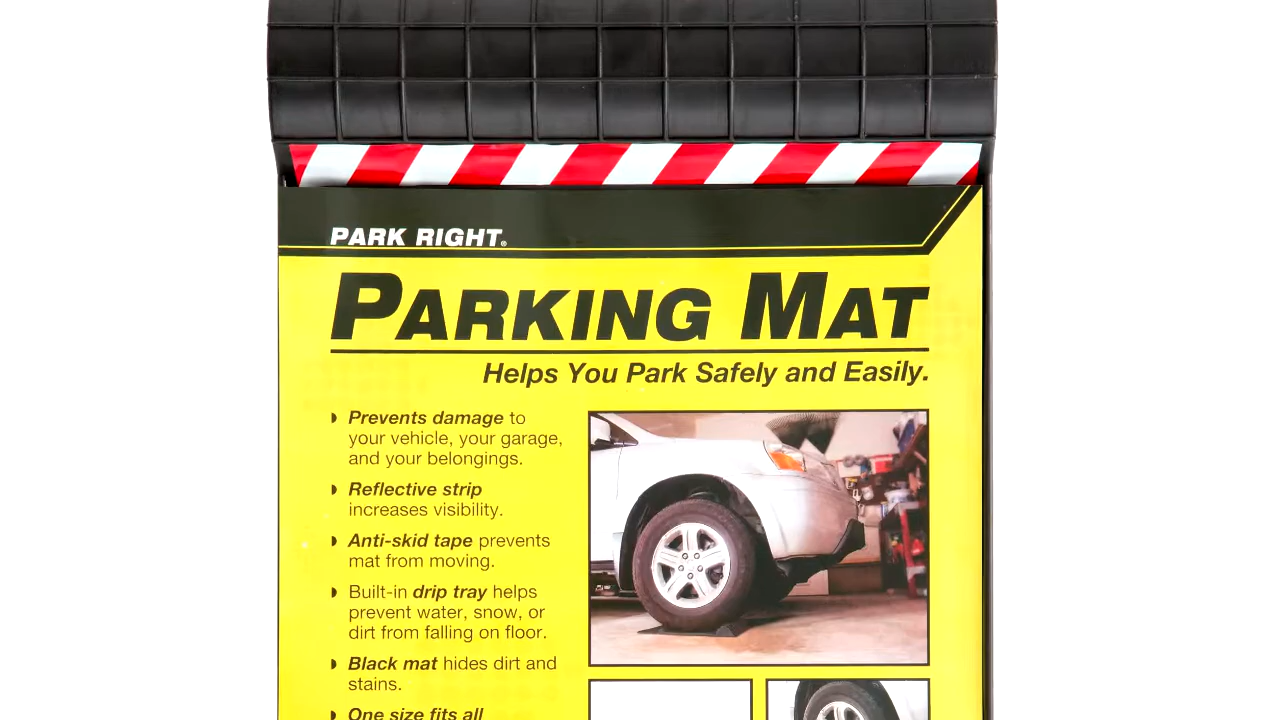 PARK RIGHT®
PARKING MAT
Helps You Park Safely and Easily.
Prevents damage to
your vehicle, your garage,
and your belongings.
Reflective strip
increases visibility.
Anti-skid tape prevents
mat from moving.
Built-in drip tray helps
prevent water, snow, or
dirt from falling on floor.
Black mat hides dirt and
stains.
One size fits all